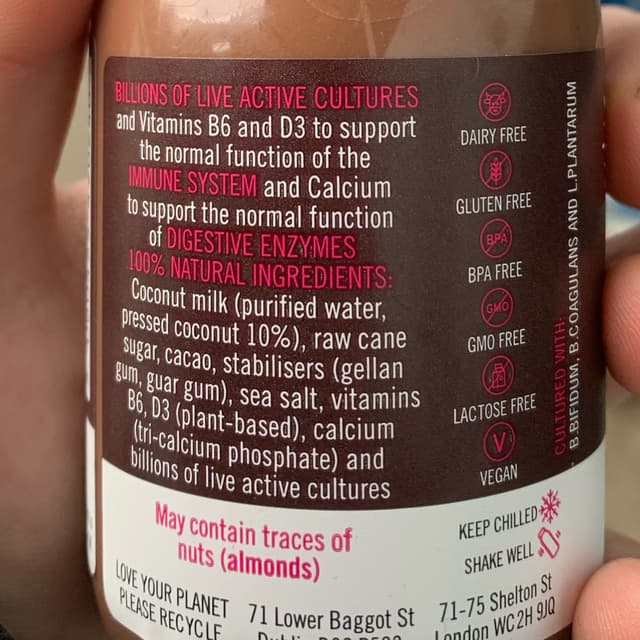 BILLIONS OF LIVE ACTIVE CULTURES
and Vitamins B6 and D3 to support
the normal function of the
IMMUNE SYSTEM and Calcium
to support the normal function
of DIGESTIVE ENZYMES
100% NATURAL INGREDIENTS:
Coconut milk (purified water,
pressed coconut 10%), raw cane
sugar, cacao, stabilisers (gellan
gum, guar gum), sea salt, vitamins
B6, D3 (plant-based), calcium
(tri-calcium phosphate) and
billions of live active cultures
DAIRY FREE
GLUTEN FREE
BPA
BPA FREE
GMO
GMO FREE
LACTOSE FREE
V
VEGAN
CULTURED WITH:
B.BIFIDUM, B.COAGULANS AND L.PLANTARUM
May contain traces of
nuts (almonds)
KEEP CHILLED
SHAKE WELL
LOVE YOUR PLANET
PLEASE RECYCLE
71 Lower Baggot St
Dublin
71-75 Shelton St
London WC2H 9JQ